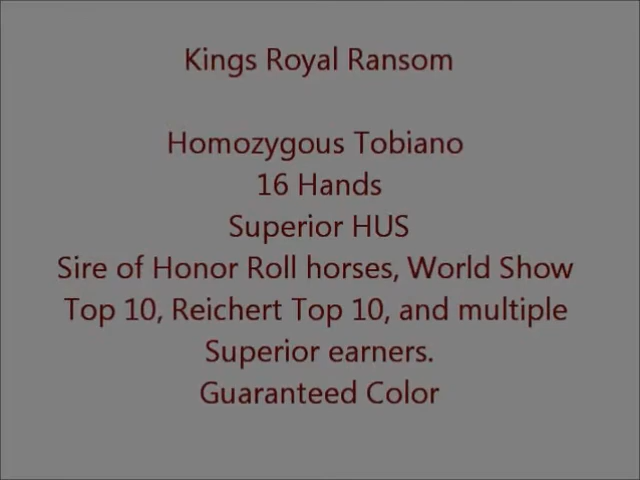 Kings Royal Ransom
Homozygous Tobiano
16 Hands
Superior HUS
Sire of Honor Roll horses, World Show
Top 10, Reichert Top 10, and multiple
Superior earners.
Guaranteed Color